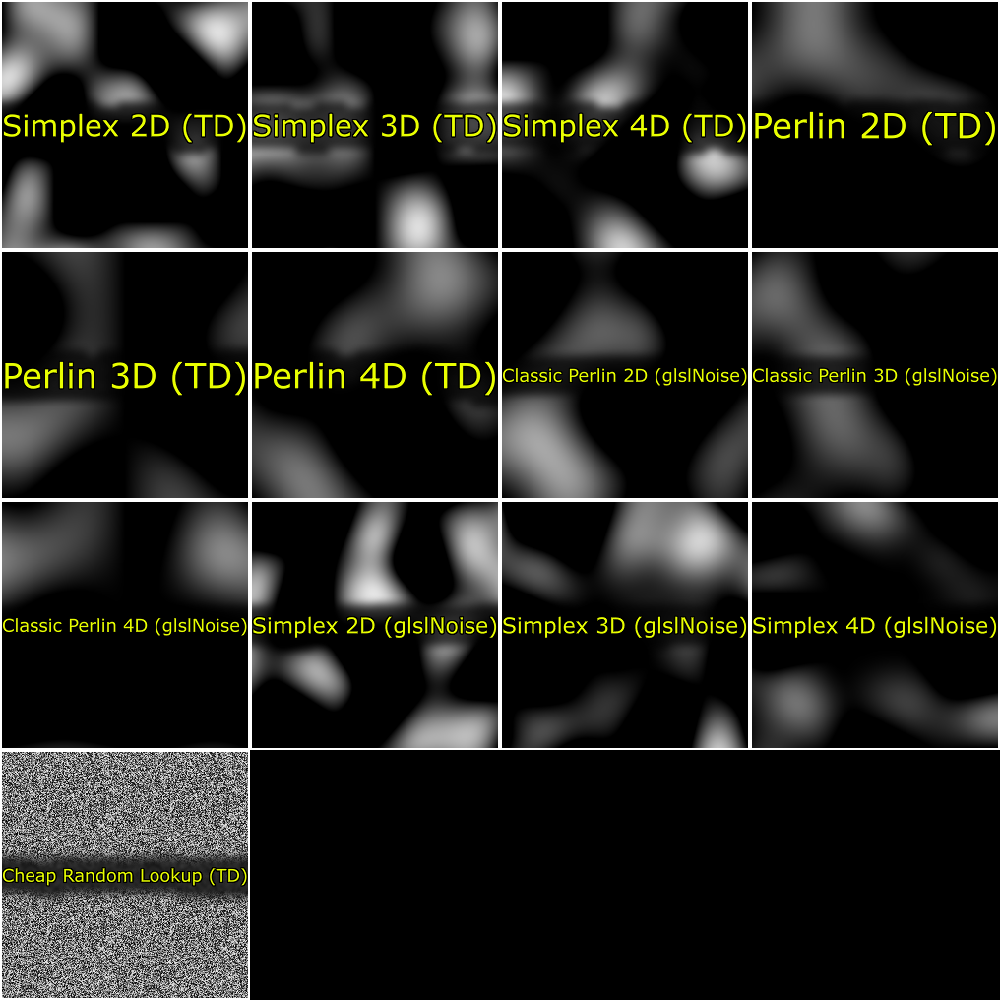 Simplex 2D (TD)
Simplex 3D (TD)
Simplex 4D (TD)
Perlin 2D (TD)
Perlin 3D (TD)
Perlin 4D (TD)
Classic Perlin 2D (glslNoise)
Classic Perlin 3D (glslNoise)
Classic Perlin 4D (glslNoise)
Simplex 2D (glslNoise)
Simplex 3D (glslNoise)
Simplex 4D (glslNoise)
Cheap Random Lookup (TD)